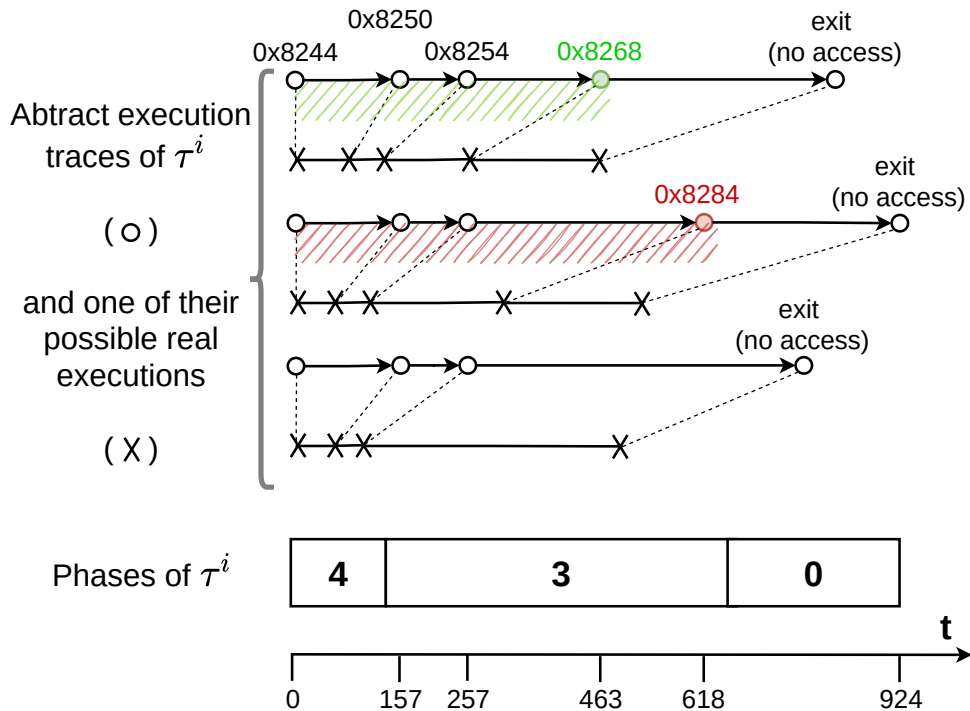 0x8250
exit
0x8244
0x8254
0x8268
(no access)
Abtract execution
traces of τ^i
exit
(no access)
0x8284
( o )
and one of their
possible real
executions
exit
(no access)
( X )
Phases of τ^i
4
3
0
t
0
157
257
463
618
924